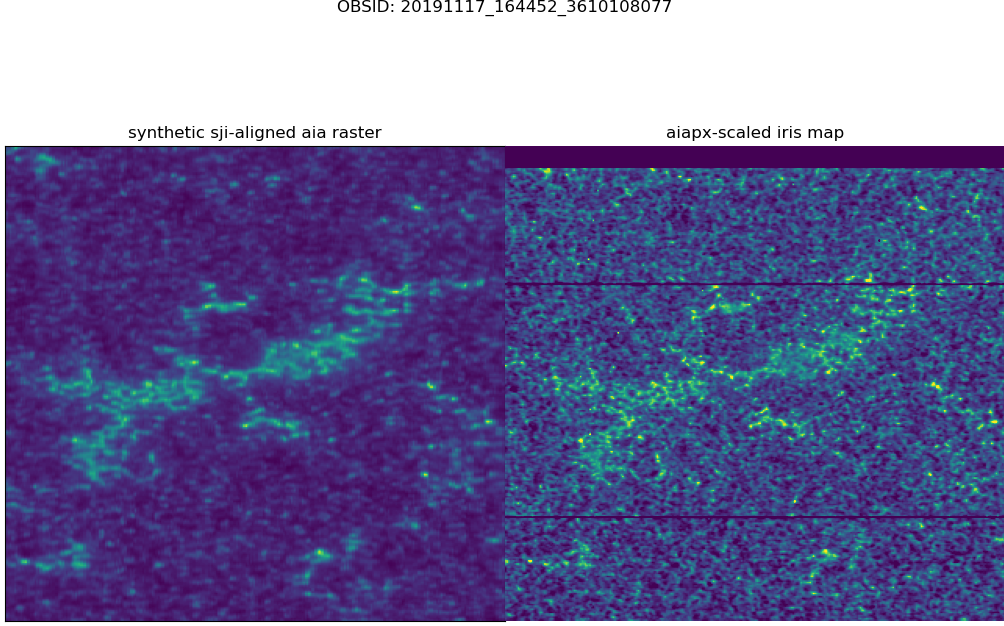 OBSID: 20191117_164452_3610108077
synthetic sji-aligned aia raster
aiapx-scaled iris map